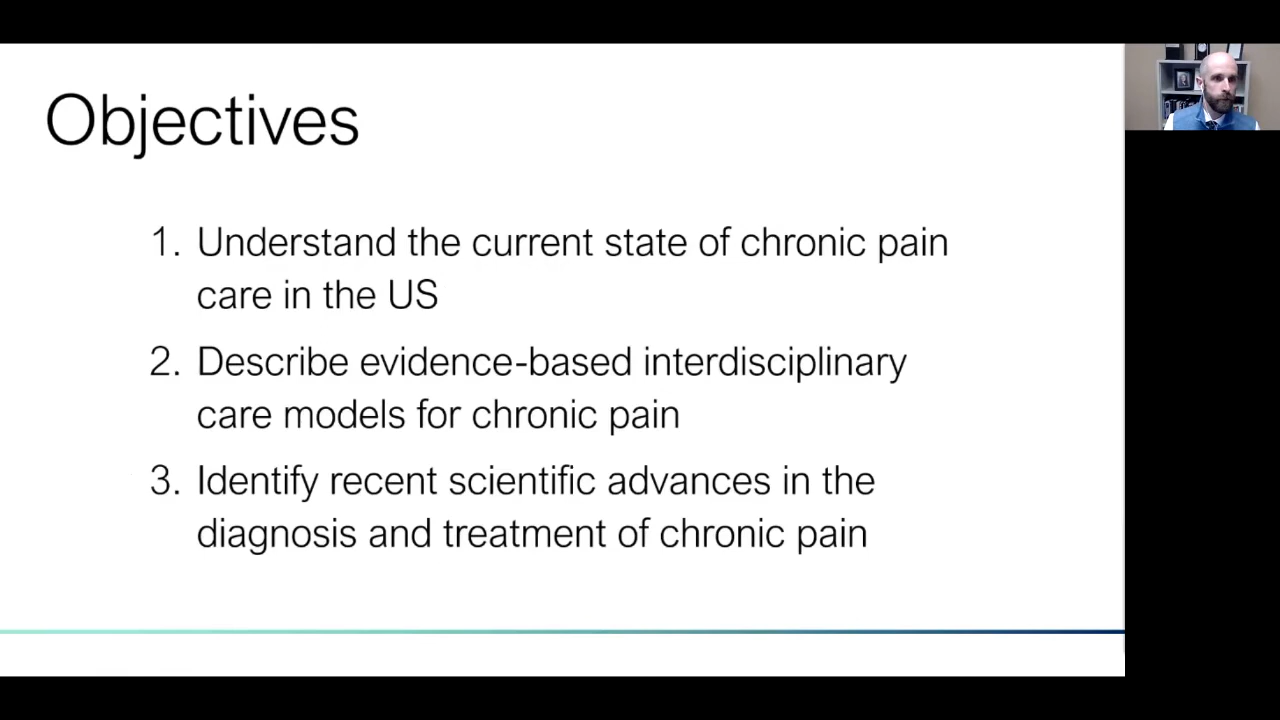 Objectives
1. Understand the current state of chronic pain
care in the US
2. Describe evidence-based interdisciplinary
care models for chronic pain
3. Identify recent scientific advances in the
diagnosis and treatment of chronic pain